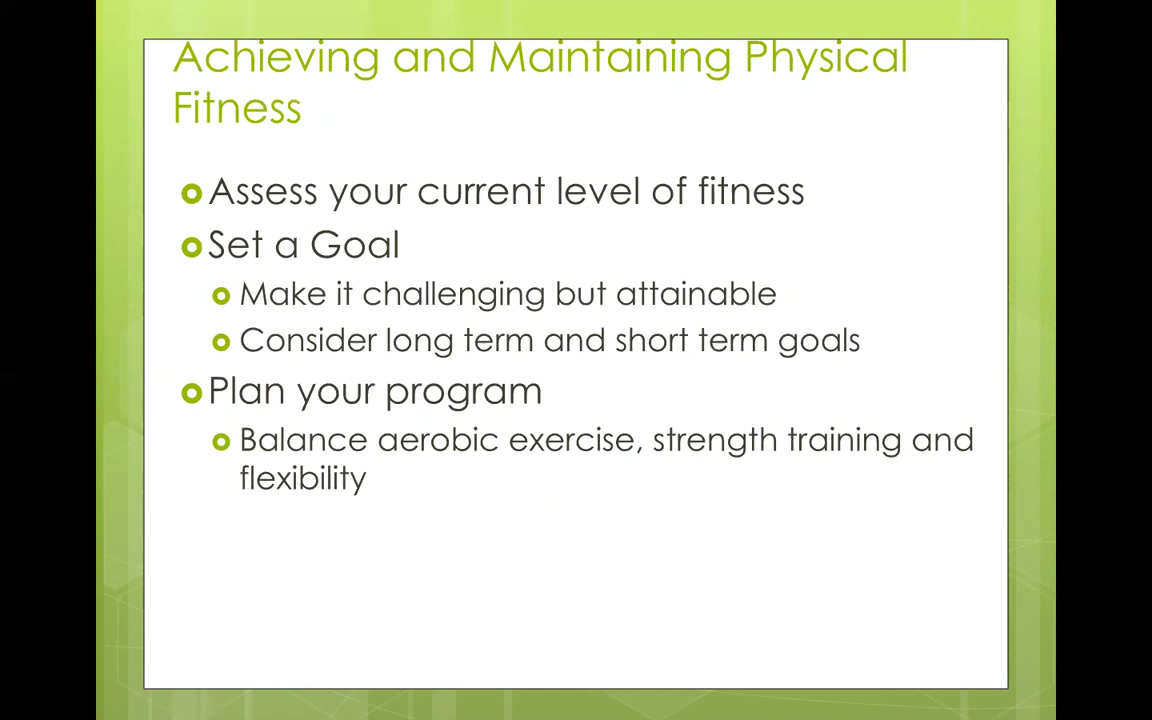 Achieving and Maintaining Physical
Fitness
Assess your current level of fitness
Set a Goal
Make it challenging but attainable
Consider long term and short term goals
Plan your program
Balance aerobic exercise, strength training and
flexibility